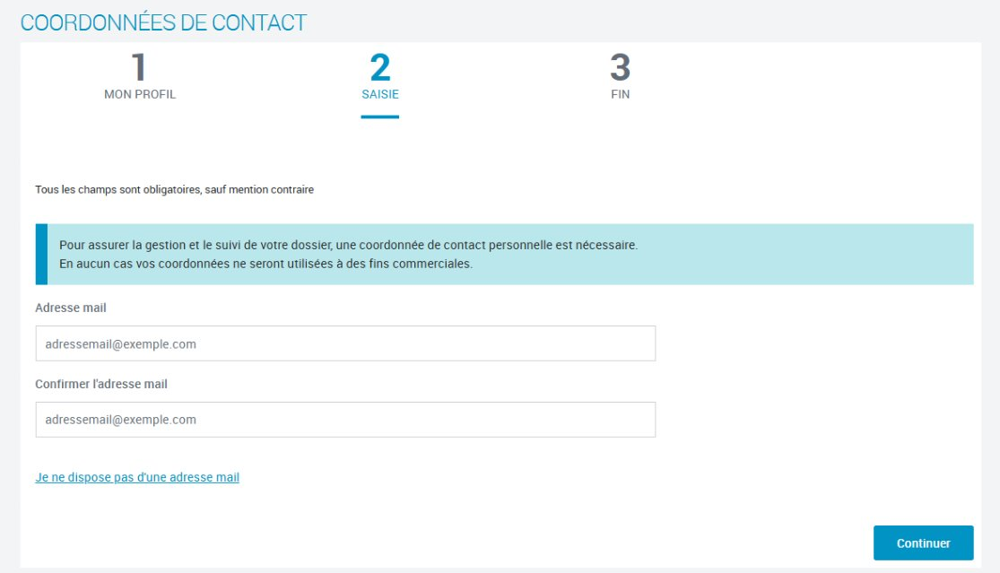 COORDONNÉES DE CONTACT
1
MON PROFIL
2
SAISIE
3
FIN
Tous les champs sont obligatoires, sauf mention contraire
Pour assurer la gestion et le suivi de votre dossier, une coordonnée de contact personnelle est nécessaire.
En aucun cas vos coordonnées ne seront utilisées à des fins commerciales.
Adresse mail
adressemail@exemple.com
Confirmer l'adresse mail
adressemail@exemple.com
Je ne dispose pas d'une adresse mail
Continuer